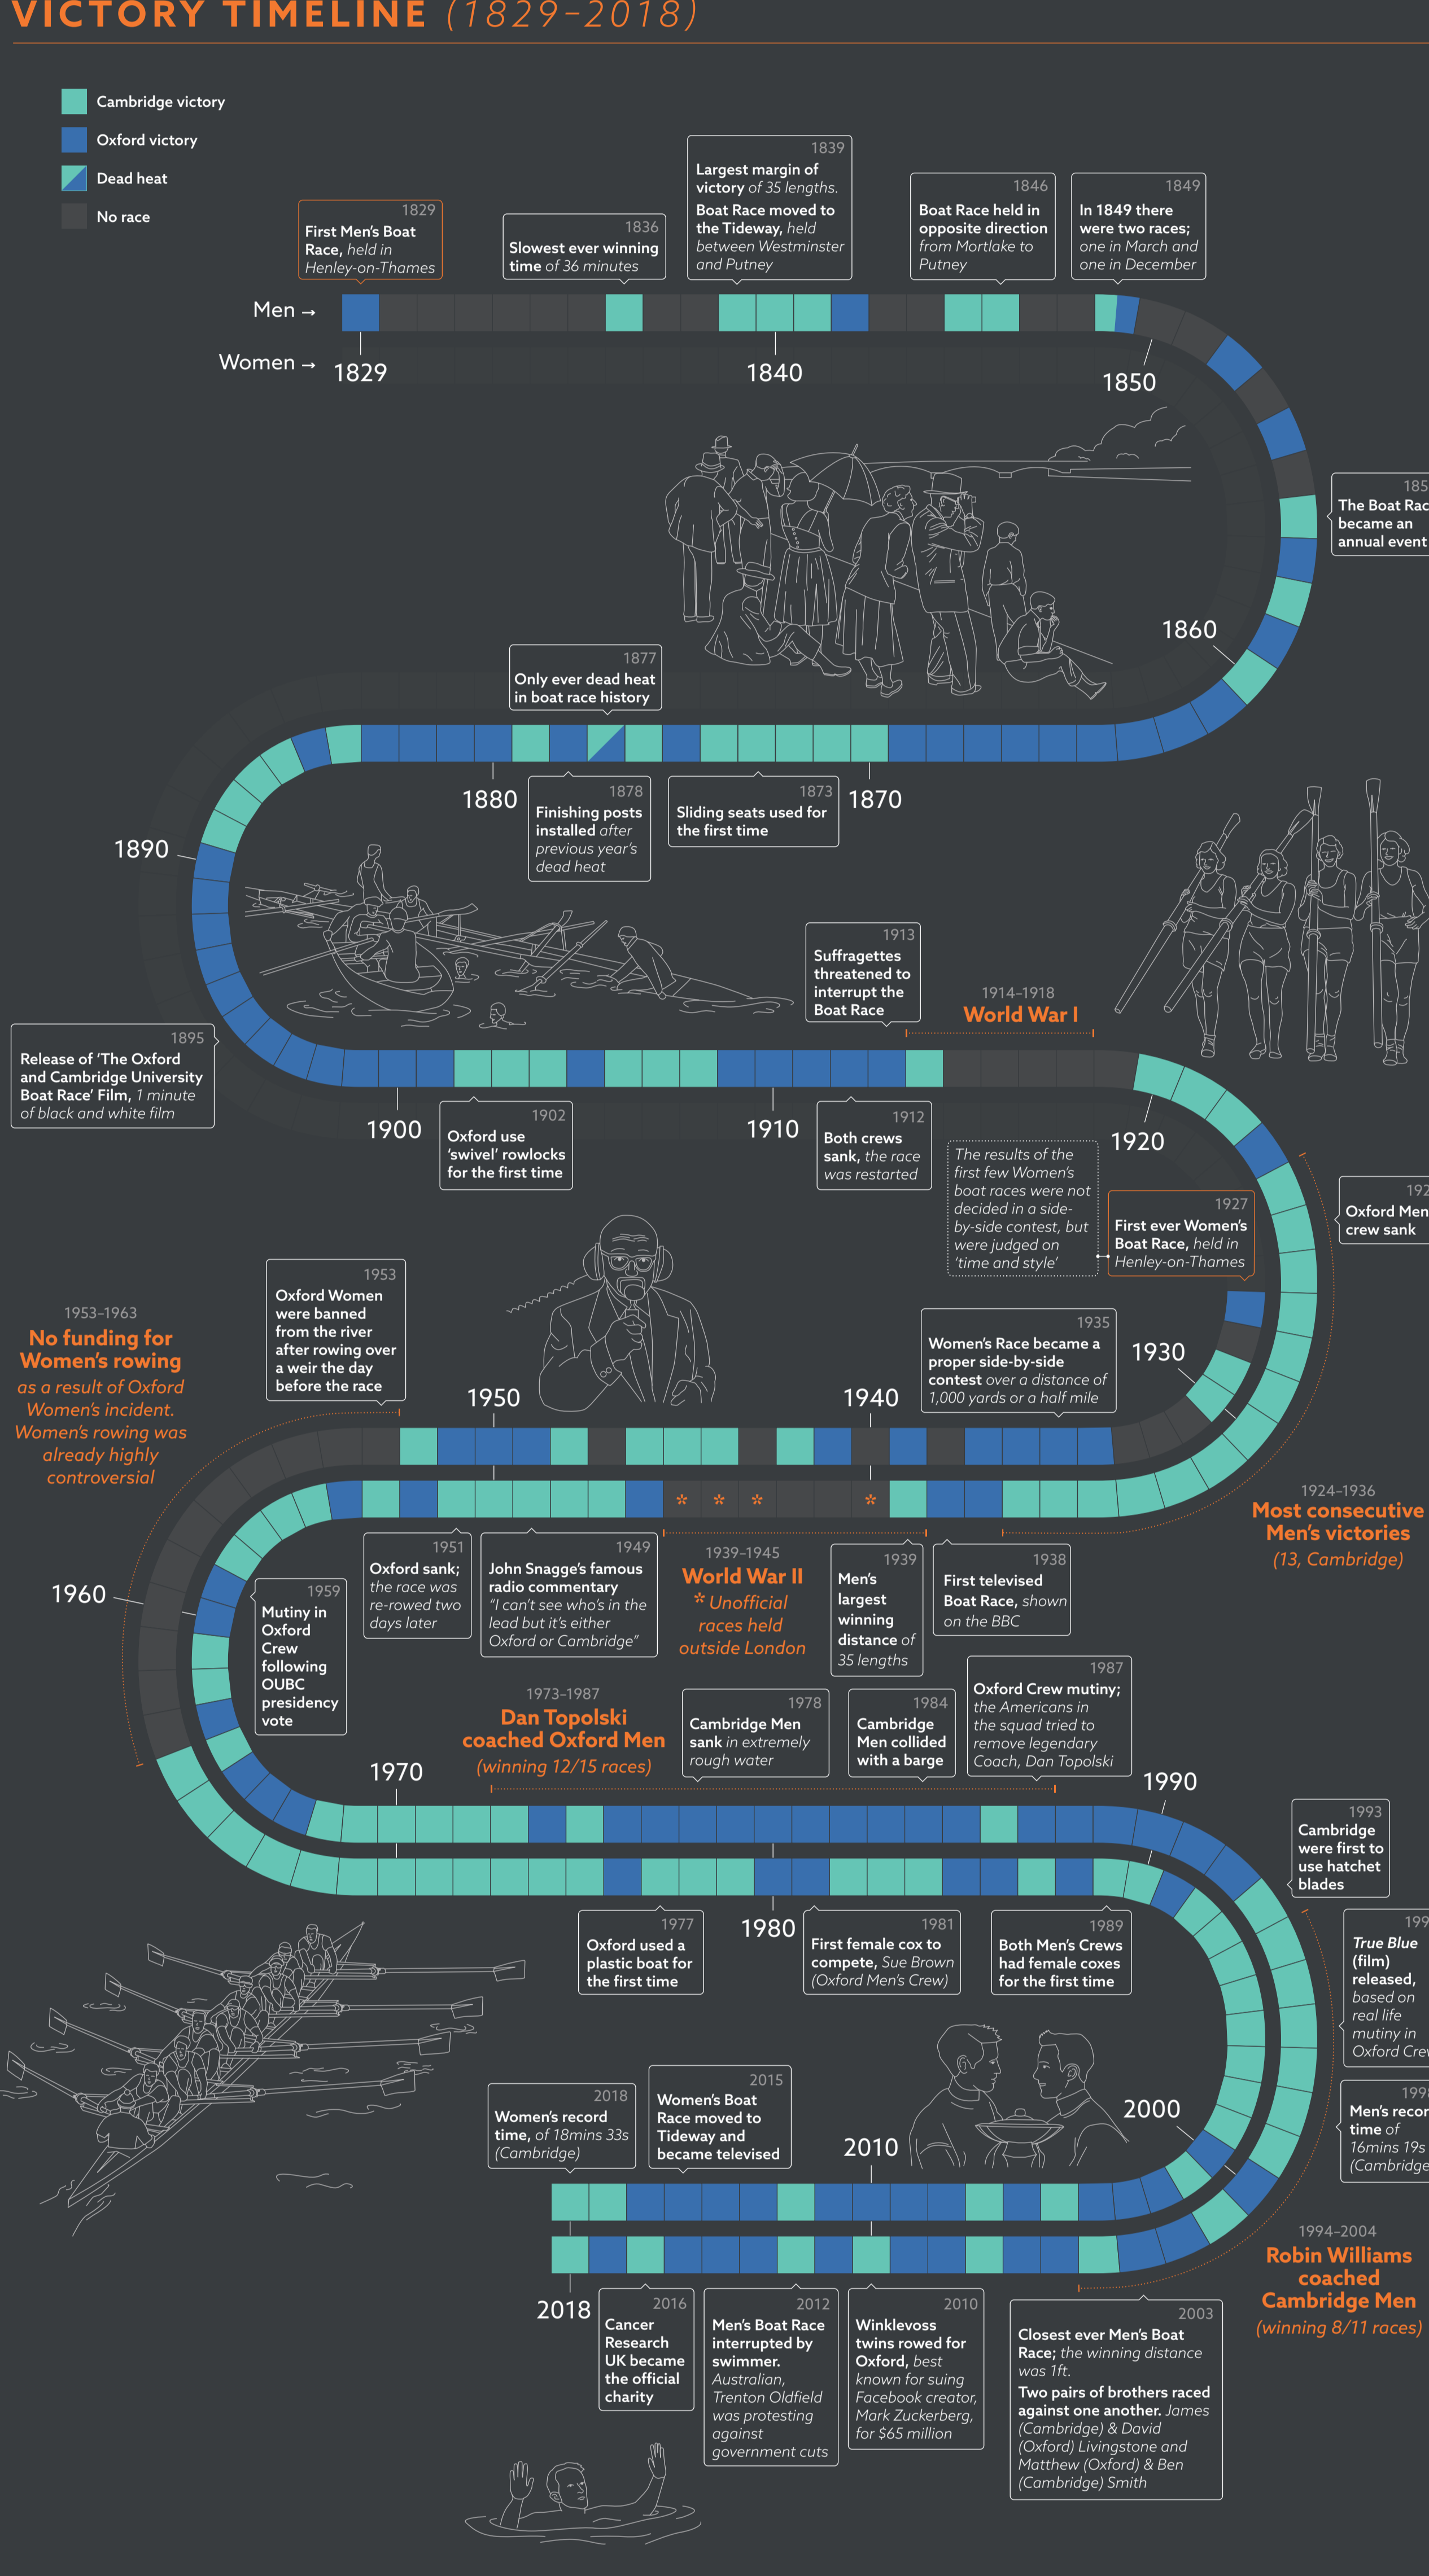 VICTORY TIMELINE (1829–2018)
Cambridge victory
Oxford victory
Dead heat
No race
1829
First Men's Boat
Race, held in
Henley-on-Thames
1836
Slowest ever winning
time of 36 minutes
1839
Largest margin of
victory of 35 lengths.
Boat Race moved to
the Tideway, held
between Westminster
and Putney
1846
Boat Race held in
opposite direction
from Mortlake to
Putney
1849
In 1849 there
were two races;
one in March and
one in December
Men →
Women →
1829
1840
1850
185
The Boat Rac
became an
annual event
1860
1877
Only ever dead heat
in boat race history
1880
1878
Finishing posts
installed after
previous year's
dead heat
1873
Sliding seats used for
the first time
1870
1890
1913
Suffragettes
threatened to
interrupt the
Boat Race
1914–1918
World War I
1895
Release of 'The Oxford
and Cambridge University
Boat Race' Film, 1 minute
of black and white film
1900
1902
Oxford use
'swivel' rowlocks
for the first time
1910
1912
Both crews
sank, the race
was restarted
1920
The results of the
first few Women's
boat races were not
decided in a side-
by-side contest, but
were judged on
'time and style'
1927
First ever Women's
Boat Race, held in
Henley-on-Thames
192
Oxford Men
crew sank
1953–1963
No funding for
Women's rowing
as a result of Oxford
Women's incident.
Women's rowing was
already highly
controversial
1953
Oxford Women
were banned
from the river
after rowing over
a weir the day
before the race
1950
1940
1935
Women's Race became a
proper side-by-side
contest over a distance of
1,000 yards or a half mile
1930
* * * *
1924–1936
Most consecutive
Men's victories
(13, Cambridge)
1960
1959
Mutiny in
Oxford
Crew
following
OUBC
presidency
vote
1951
Oxford sank;
the race was
re-rowed two
days later
1949
John Snagge's famous
radio commentary
"I can't see who's in the
lead but it's either
Oxford or Cambridge"
1939–1945
World War II
* Unofficial
races held
outside London
1939
Men's
largest
winning
distance of
35 lengths
1938
First televised
Boat Race, shown
on the BBC
1970
1973–1987
Dan Topolski
coached Oxford Men
(winning 12/15 races)
1978
Cambridge Men
sank in extremely
rough water
1984
Cambridge
Men collided
with a barge
1987
Oxford Crew mutiny;
the Americans in
the squad tried to
remove legendary
Coach, Dan Topolski
1990
1993
Cambridge
were first to
use hatchet
blades
1977
Oxford used a
plastic boat for
the first time
1980
1981
First female cox to
compete, Sue Brown
(Oxford Men's Crew)
1989
Both Men's Crews
had female coxes
for the first time
199
True Blue
(film)
released,
based on
real life
mutiny in
Oxford Cre
199
Men's recor
time of
16mins 19s
(Cambridge
2000
2018
Women's record
time, of 18mins 33s
(Cambridge)
2015
Women's Boat
Race moved to
Tideway and
became televised
2010
1994–2004
Robin Williams
coached
Cambridge Men
(winning 8/11 races)
2018
2016
Cancer
Research
UK became
the official
charity
2012
Men's Boat Race
interrupted by
swimmer.
Australian,
Trenton Oldfield
was protesting
against
government cuts
2010
Winklevoss
twins rowed for
Oxford, best
known for suing
Facebook creator,
Mark Zuckerberg,
for $65 million
2003
Closest ever Men's Boat
Race; the winning distance
was 1ft.
Two pairs of brothers raced
against one another. James
(Cambridge) & David
(Oxford) Livingstone and
Matthew (Oxford) & Ben
(Cambridge) Smith